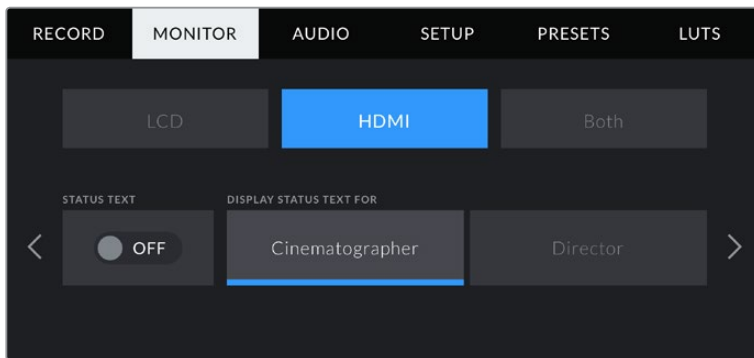 RECORD MONITOR AUDIO SETUP PRESETS LUTS
LCD HDMI Both
STATUS TEXT DISPLAY STATUS TEXT FOR
OFF Cinematographer Director